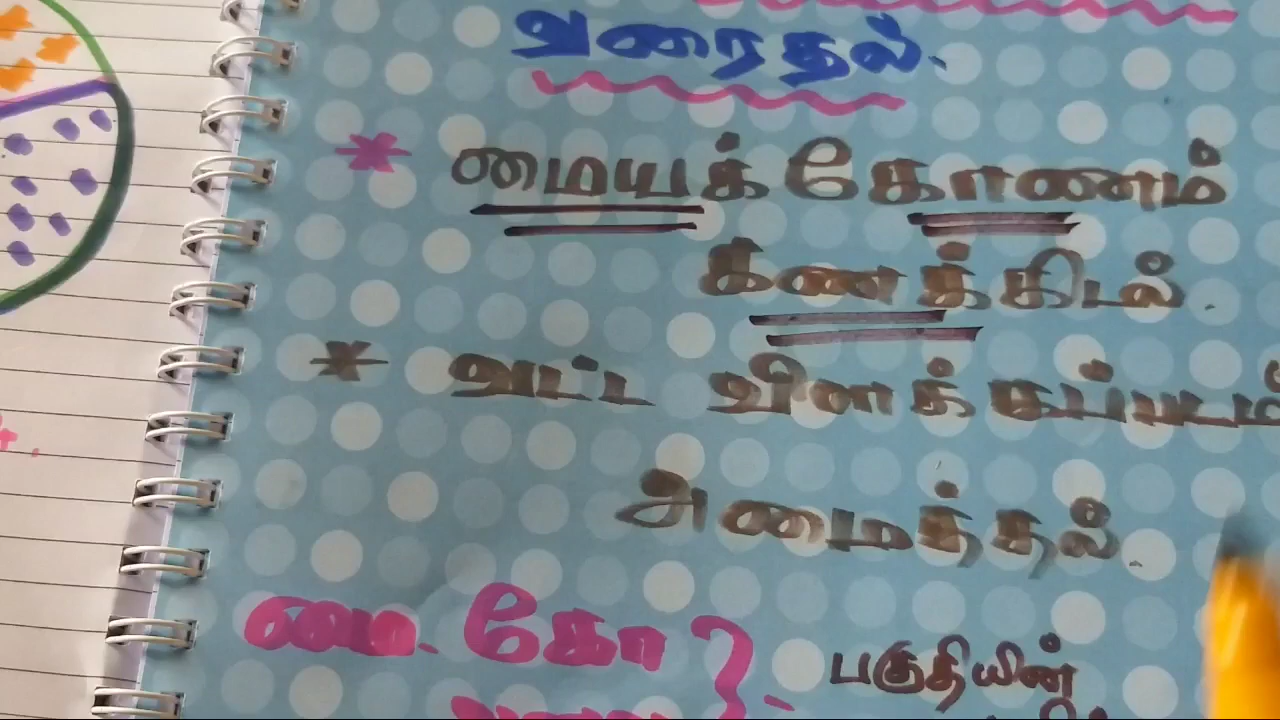 வரைதல்.
* மையக்கோணம்
கணக்கிடல்.
* வட்ட விளக்கப்படம்
அமைத்தல்.
மை.கோ }
பகுதியின்